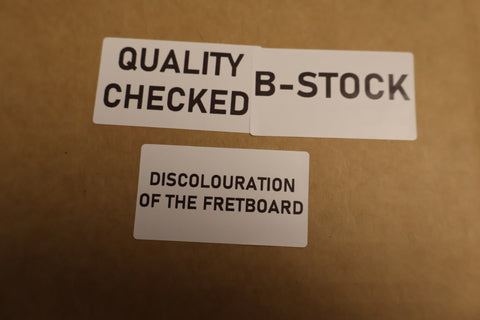 QUALITY
CHECKED
B-STOCK
DISCOLOURATION
OF THE FRETBOARD